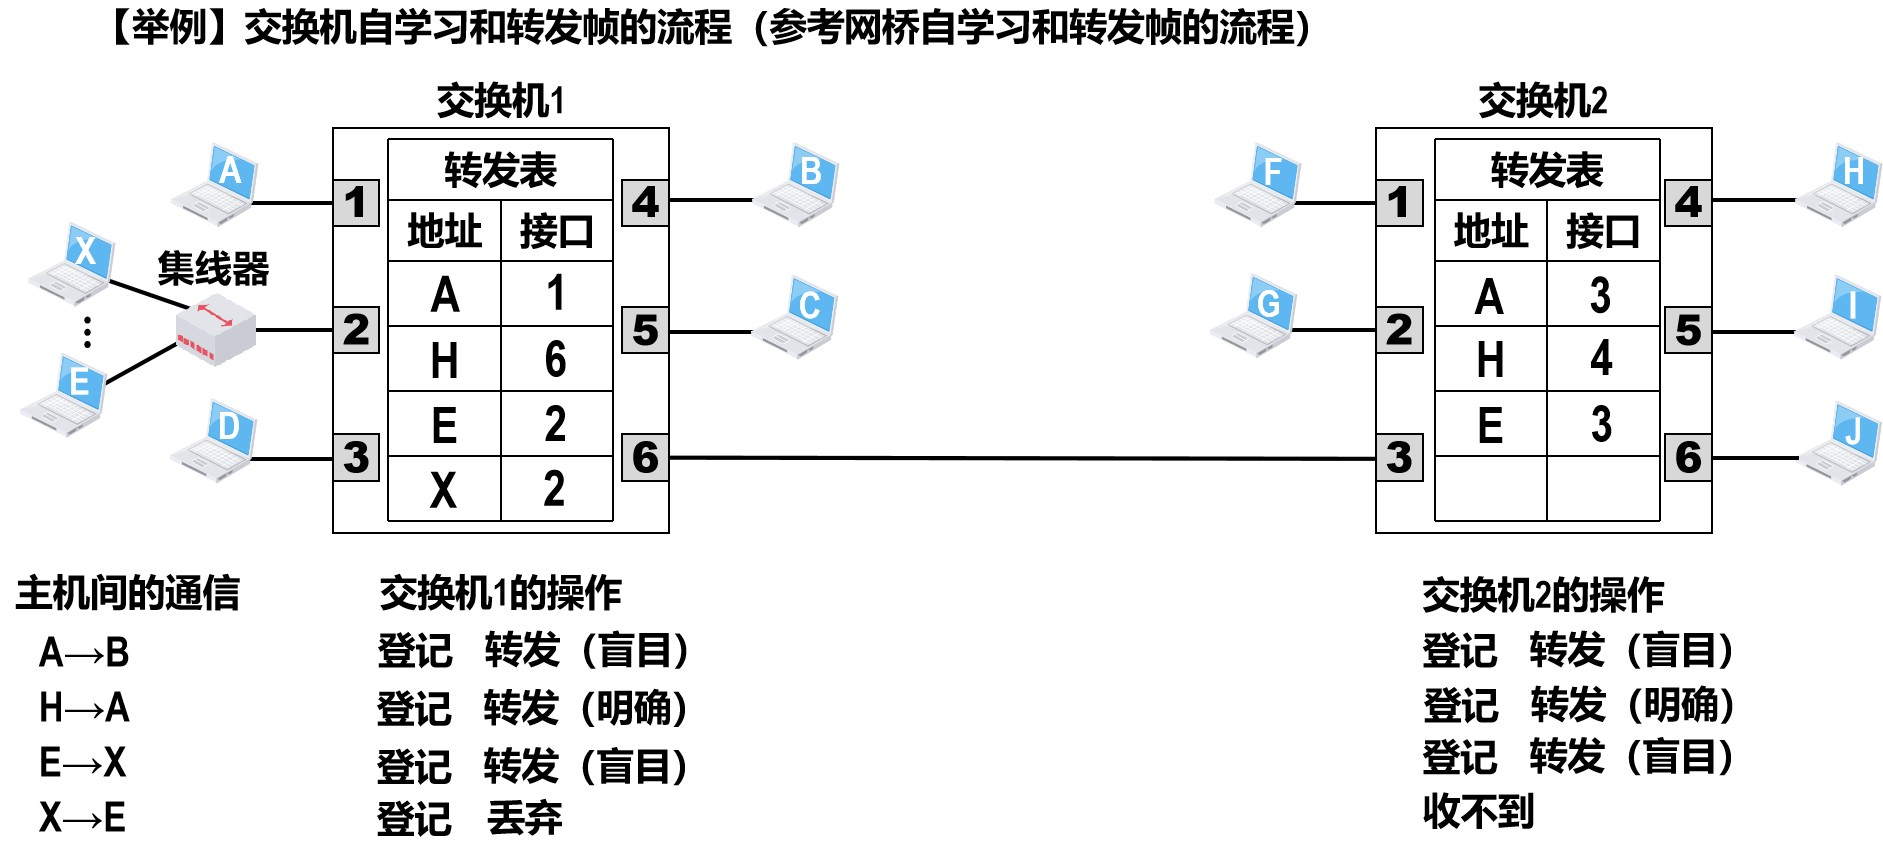 【举例】交换机自学习和转发帧的流程（参考网桥自学习和转发帧的流程）
交换机1
交换机2
A
X
⋮
E
D
集线器
1
2
3
转发表
地址 接口
A 1
H 6
E 2
X 2
4
5
6
B
C
F
G
1
2
3
转发表
地址 接口
A 3
H 4
E 3
4
5
6
H
I
J
主机间的通信 交换机1的操作 交换机2的操作
A→B 登记 转发（盲目） 登记 转发（盲目）
H→A 登记 转发（明确） 登记 转发（明确）
E→X 登记 转发（盲目） 登记 转发（盲目）
X→E 登记 丢弃 收不到